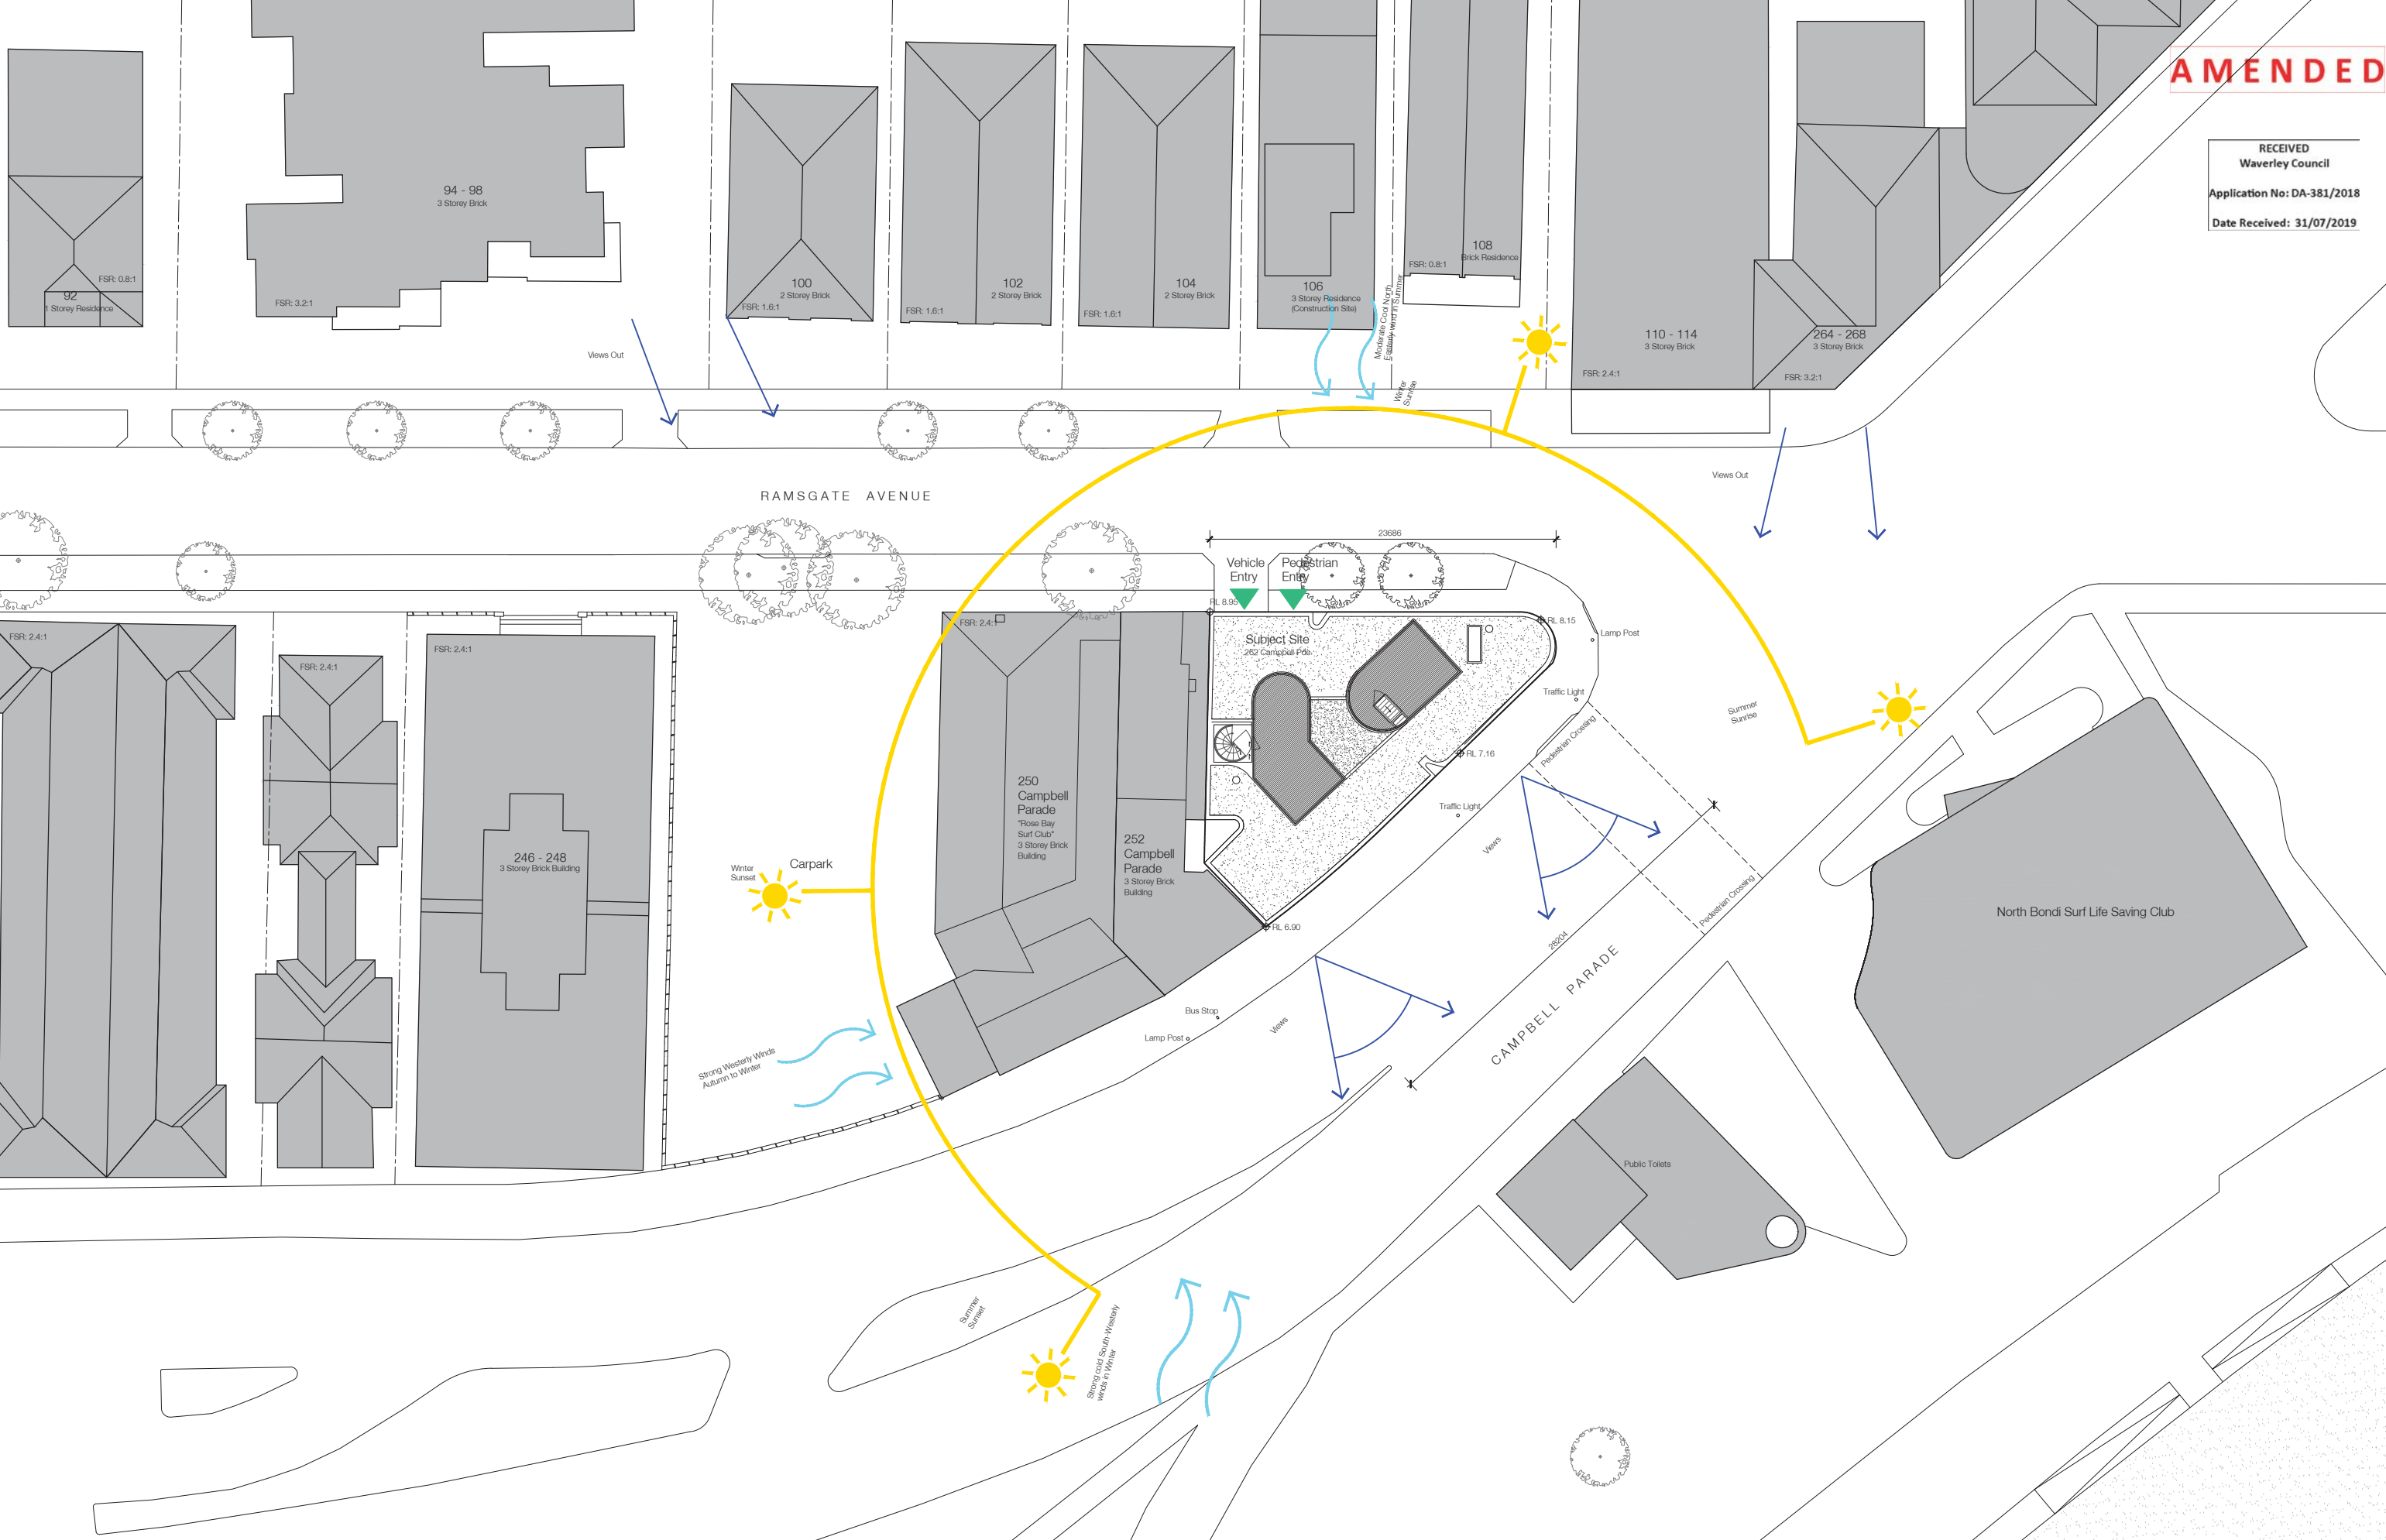 AMENDED
RECEIVED
Waverley Council
Application No: DA-381/2018
Date Received: 31/07/2019
94 - 98
3 Storey Brick
FSR: 3.2:1
FSR: 0.8:1
92
1 Storey Residence
100
2 Storey Brick
FSR: 1.6:1
102
2 Storey Brick
FSR: 1.6:1
104
2 Storey Brick
FSR: 1.6:1
106
3 Storey Residence
(Construction Site)
108
Brick Residence
FSR: 0.8:1
Moderate Cool North
Easterly wind in Summer
Winter
Sunrise
110 - 114
3 Storey Brick
FSR: 2.4:1
264 - 268
3 Storey Brick
FSR: 3.2:1
Views Out
Views Out
RAMSGATE AVENUE
23686
Vehicle
Entry
Pedestrian
Entry
RL 8.95
RL 8.15
Lamp Post
Subject Site
Traffic Light
Pedestrian Crossing
Summer
Sunrise
RL 7.16
Traffic Light
Views
FSR: 2.4:1
FSR: 2.4:1
FSR: 2.4:1
FSR: 2.4:1
246 - 248
3 Storey Brick Building
Winter
Sunset
Carpark
250
Campbell
Parade
"Rose Bay
Surf Club"
3 Storey Brick
Building
252
Campbell
Parade
3 Storey Brick
Building
RL 6.90
28204
Pedestrian Crossing
North Bondi Surf Life Saving Club
CAMPBELL PARADE
Bus Stop
Lamp Post
Views
Strong Westerly Winds
Autumn to Winter
Public Toilets
Summer
Sunset
Strong cold South-Westerly
winds in Winter